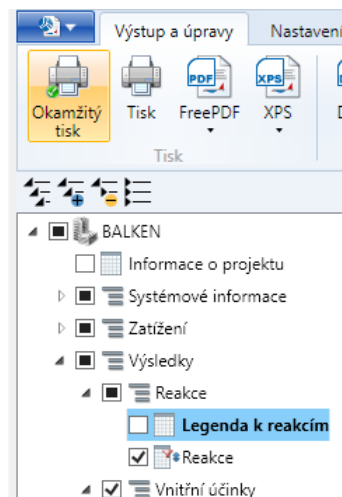 Výstup a úpravy
Nastavení
PDF
XPS
Okamžitý
tisk
Tisk
FreePDF
XPS
D
Tisk
BALKEN
Informace o projektu
Systémové informace
Zatížení
Výsledky
Reakce
Legenda k reakcím
Reakce
Vnitřní účinky